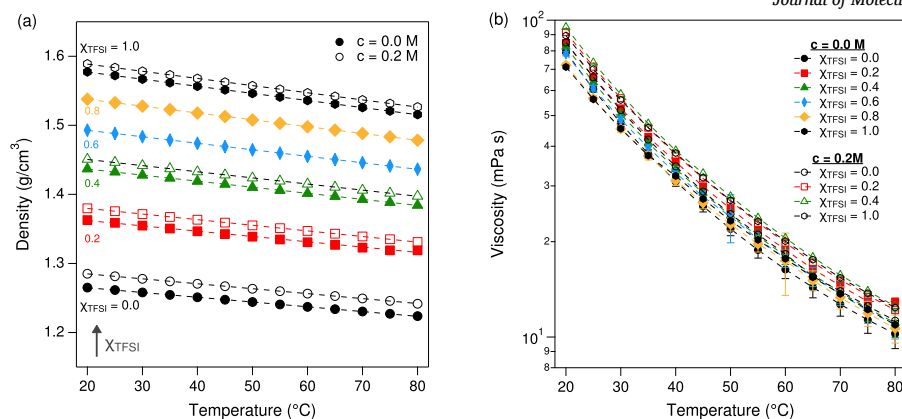 Journal of Molecul
(a)
χTFSI = 1.0
c = 0.0 M
c = 0.2 M
0.8
0.6
0.4
0.2
χTFSI = 0.0
χTFSI
1.6
1.5
1.4
1.3
1.2
Density (g/cm³)
20 30 40 50 60 70 80
Temperature (°C)
(b)
c = 0.0 M
χTFSI = 0.0
χTFSI = 0.2
χTFSI = 0.4
χTFSI = 0.6
χTFSI = 0.8
χTFSI = 1.0
c = 0.2M
χTFSI = 0.0
χTFSI = 0.2
χTFSI = 0.4
χTFSI = 1.0
10²
9
8
7
6
5
4
3
2
10¹
9
8
Viscosity (mPa s)
20 30 40 50 60 70 80
Temperature (°C)